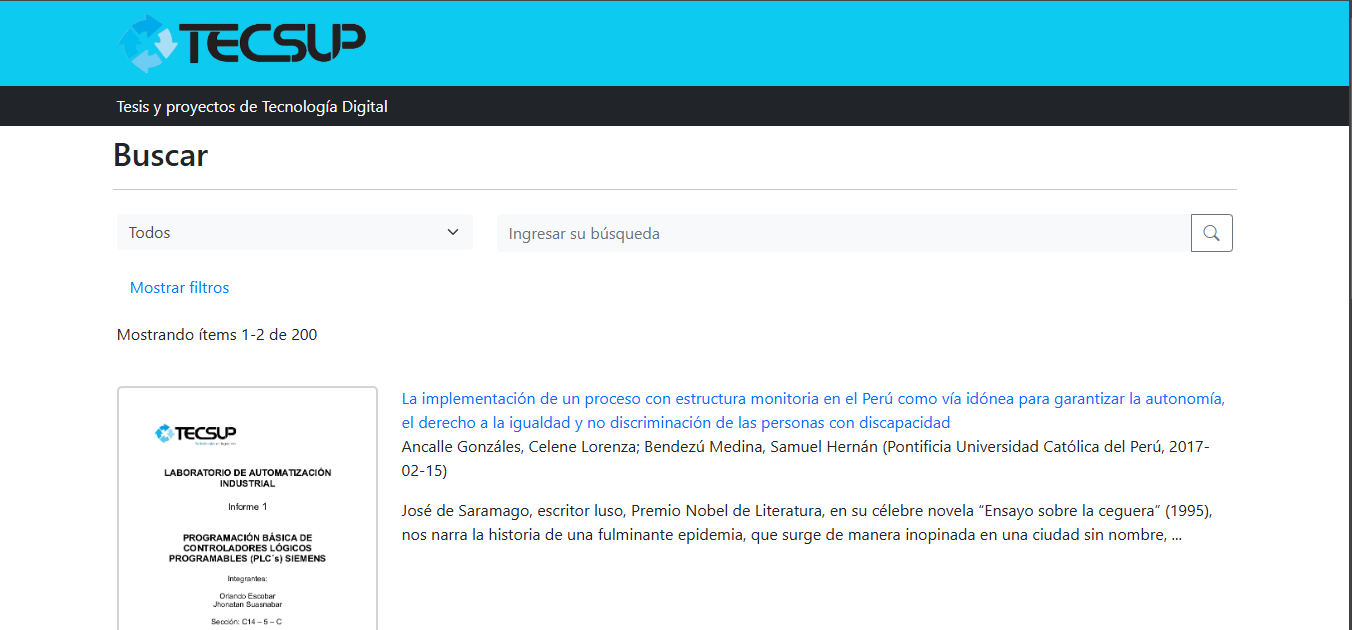 TECSUP
Tesis y proyectos de Tecnología Digital
Buscar
Todos
Ingresar su búsqueda
Mostrar filtros
Mostrando ítems 1-2 de 200
TECSUP
LABORATORIO DE AUTOMATIZACIÓN
INDUSTRIAL
Informe 1
PROGRAMACIÓN BÁSICA DE
CONTROLADORES LÓGICOS
PROGRAMABLES (PLC´s) SIEMENS
Integrantes:
Orlando Escobar
Jhonatan Suasnabar
Sección: C14 – 5 – C
La implementación de un proceso con estructura monitoria en el Perú como vía idónea para garantizar la autonomía,
el derecho a la igualdad y no discriminación de las personas con discapacidad
Ancalle Gonzáles, Celene Lorenza; Bendezú Medina, Samuel Hernán (Pontificia Universidad Católica del Perú, 2017-
02-15)
José de Saramago, escritor luso, Premio Nobel de Literatura, en su célebre novela “Ensayo sobre la ceguera” (1995),
nos narra la historia de una fulminante epidemia, que surge de manera inopinada en una ciudad sin nombre, ...